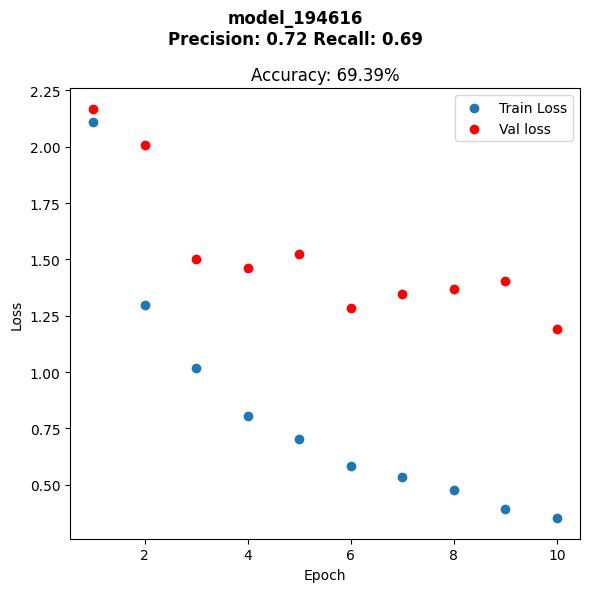 model_194616
Precision: 0.72 Recall: 0.69
Accuracy: 69.39%
Train Loss
Val loss
2.25
2.00
1.75
1.50
1.25
1.00
0.75
0.50
Loss
2 4 6 8 10
Epoch